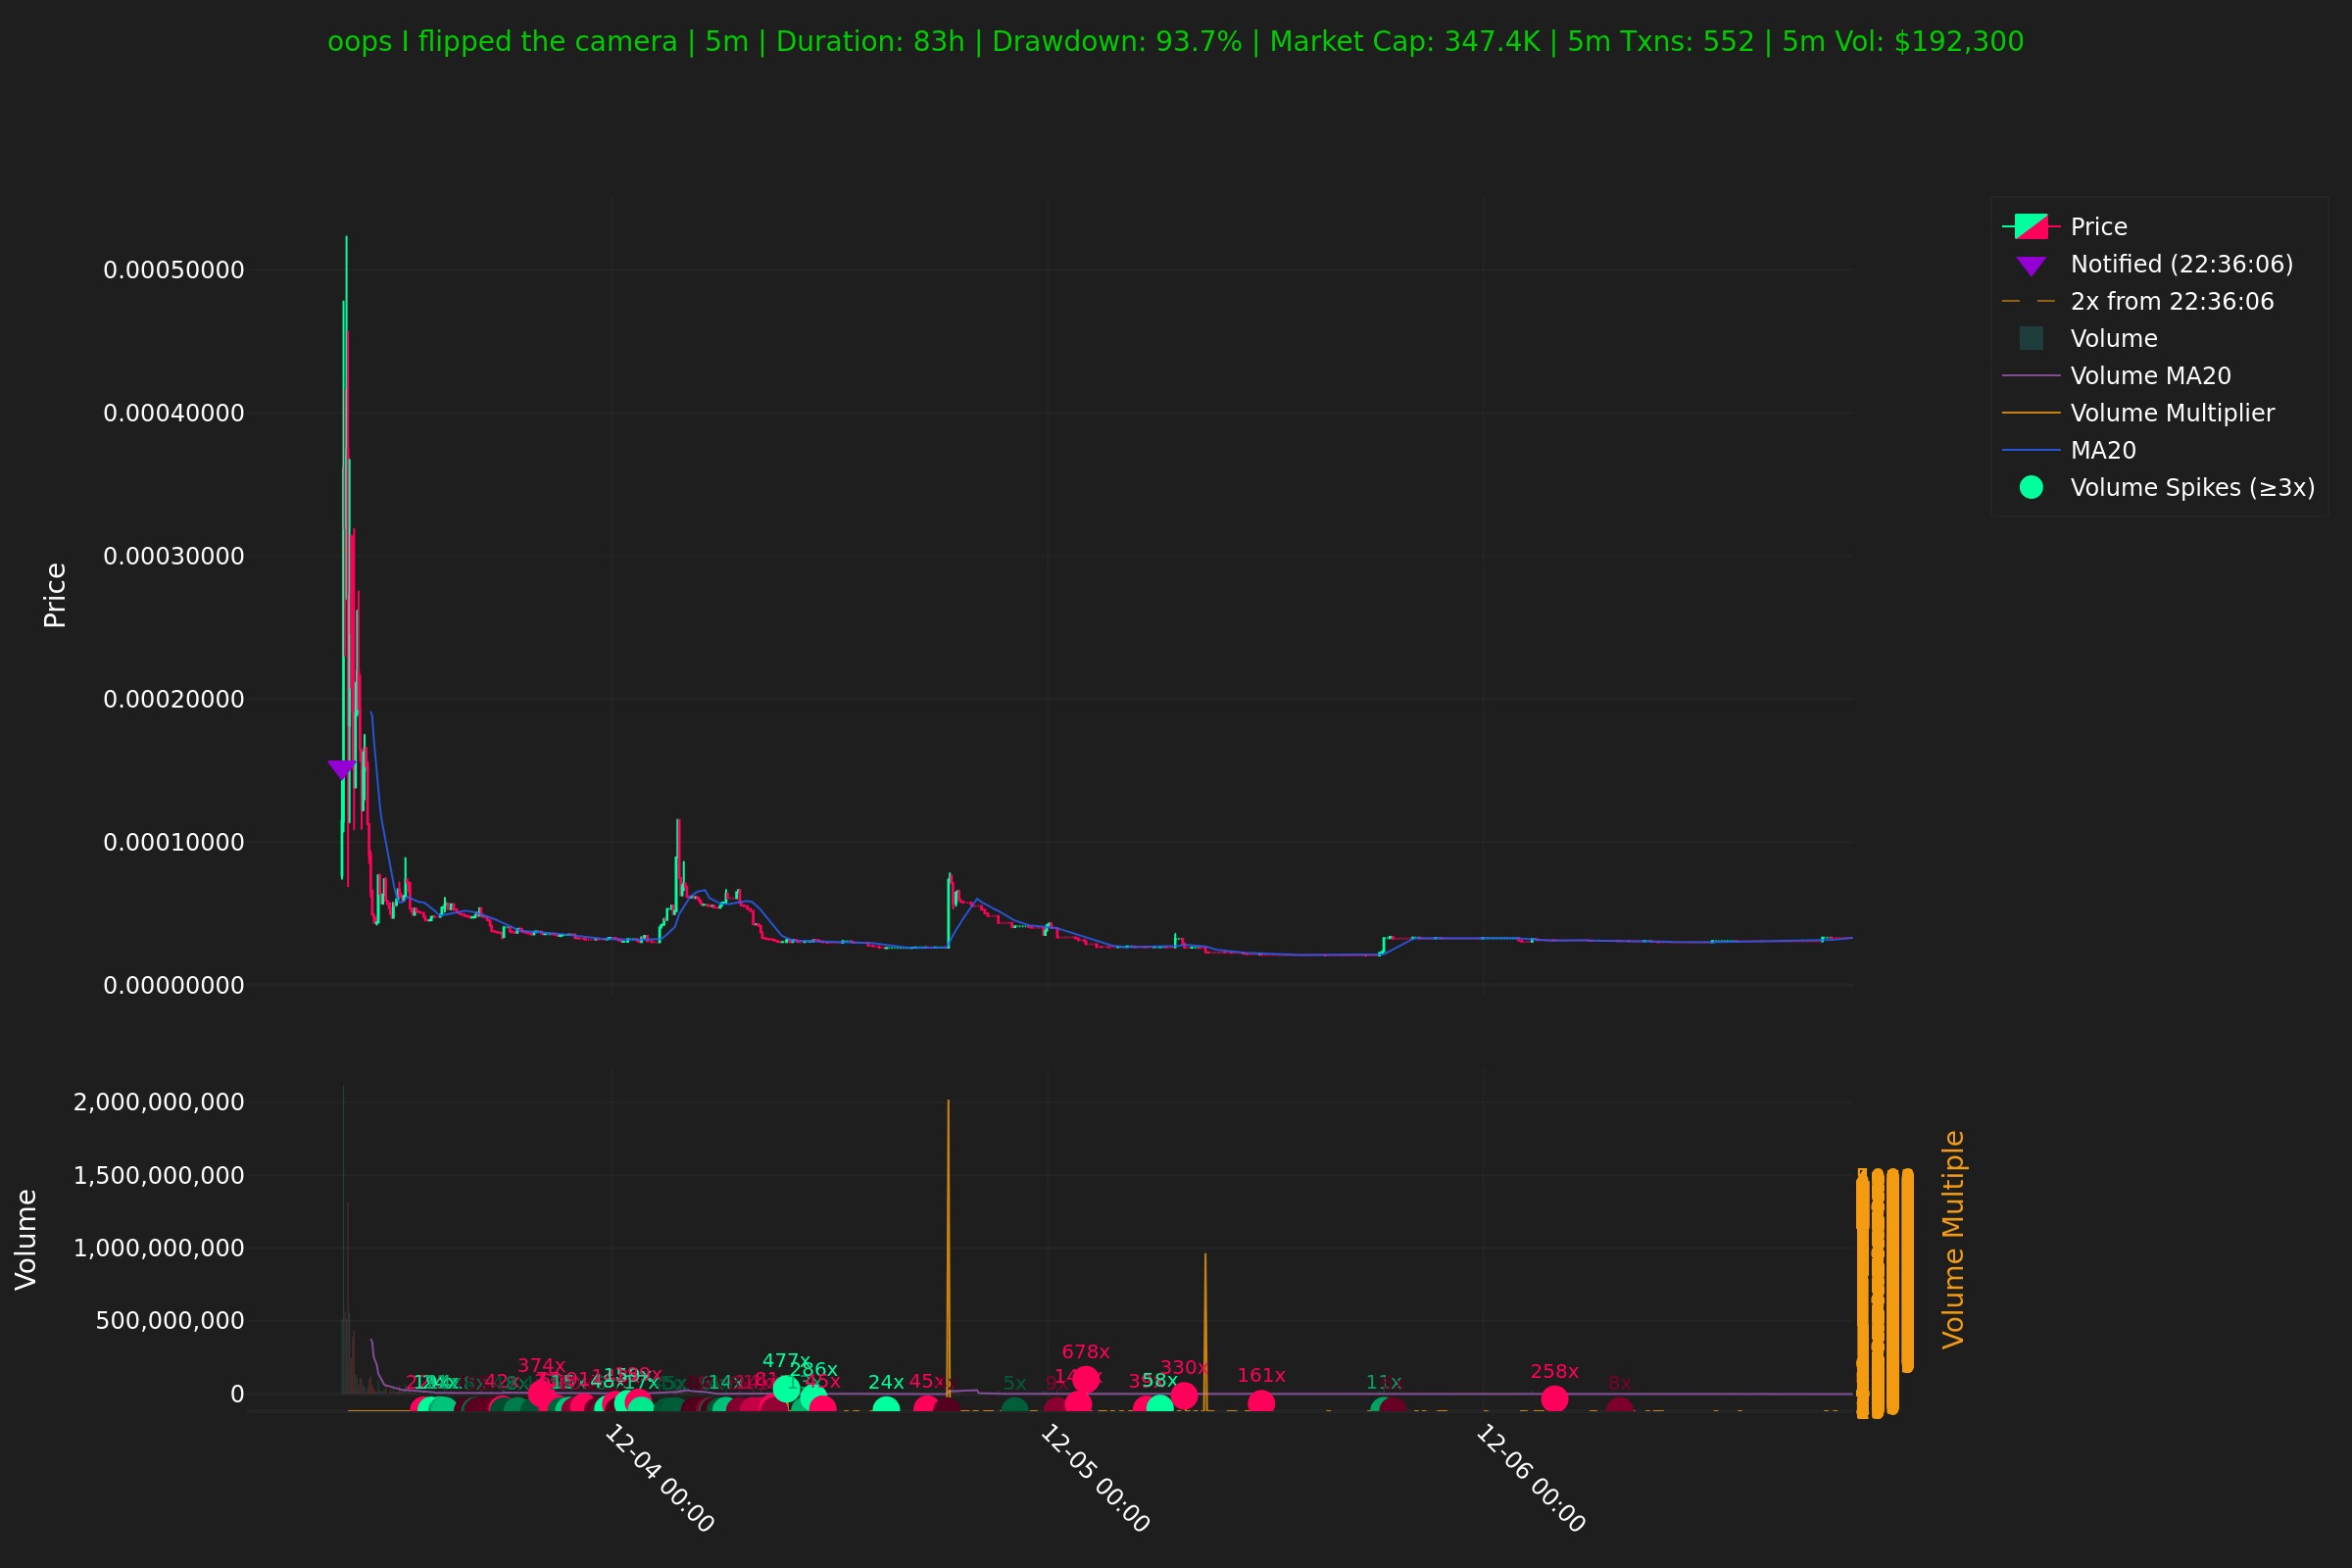 oops I flipped the camera | 5m | Duration: 83h | Drawdown: 93.7% | Market Cap: 347.4K | 5m Txns: 552 | 5m Vol: $192,300
Price
0.00050000
0.00040000
0.00030000
0.00020000
0.00010000
0.00000000
Price
Notified (22:36:06)
2x from 22:36:06
Volume
Volume MA20
Volume Multiplier
MA20
Volume Spikes (≥3x)
Volume
2,000,000,000
1,500,000,000
1,000,000,000
500,000,000
0
Volume Multiple
374x
477x
286x
24x
45x
5x
9x
678x
58x
330x
161x
11x
258x
8x
17x
14x
12-04 00:00
12-05 00:00
12-06 00:00